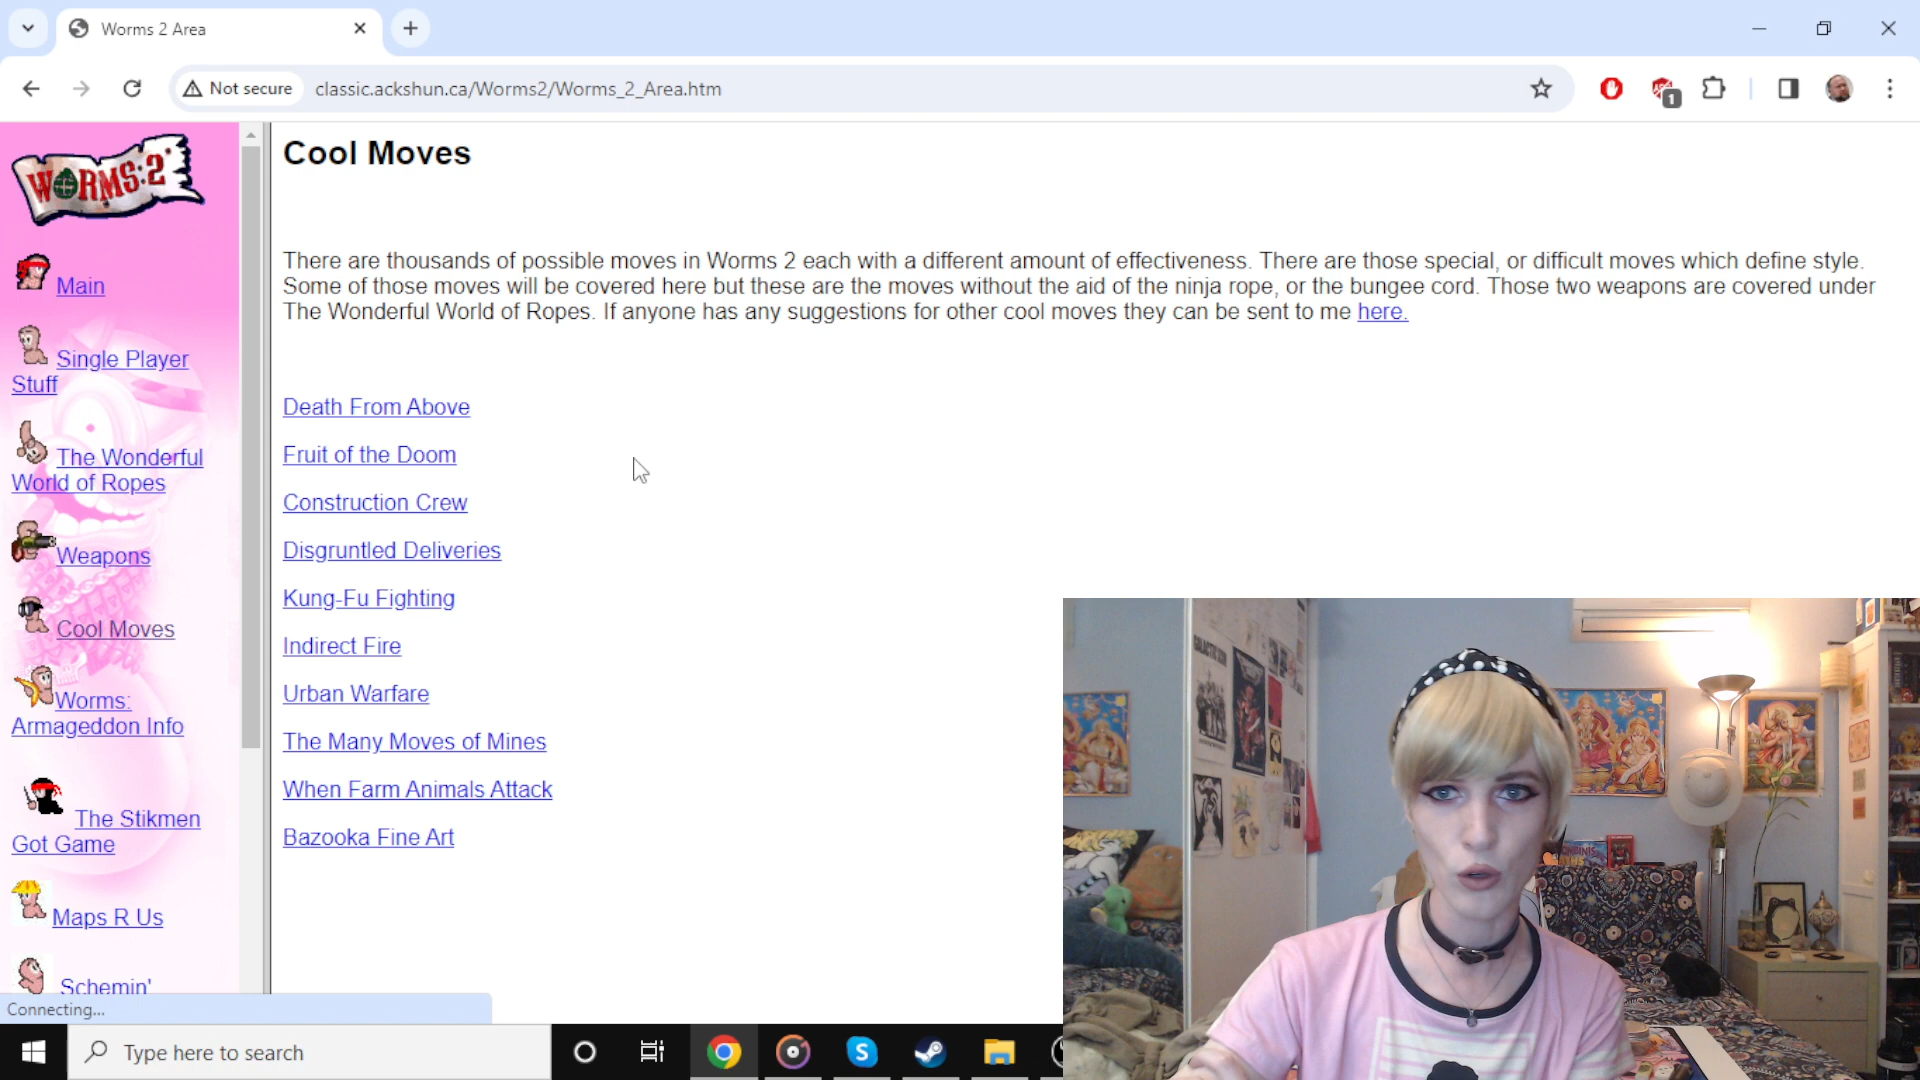 Worms 2 Area
Not secure
classic.ackshun.ca/Worms2/Worms_2_Area.htm
1
WORMS:2
Main
Single Player
Stuff
The Wonderful
World of Ropes
Weapons
Cool Moves
Worms:
Armageddon Info
The Stikmen
Got Game
Maps R Us
Schemin'
Connecting...
Cool Moves
There are thousands of possible moves in Worms 2 each with a different amount of effectiveness. There are those special, or difficult moves which define style.
Some of those moves will be covered here but these are the moves without the aid of the ninja rope, or the bungee cord. Those two weapons are covered under
The Wonderful World of Ropes. If anyone has any suggestions for other cool moves they can be sent to me here.
Death From Above
Fruit of the Doom
Construction Crew
Disgruntled Deliveries
Kung-Fu Fighting
Indirect Fire
Urban Warfare
The Many Moves of Mines
When Farm Animals Attack
Bazooka Fine Art
Type here to search